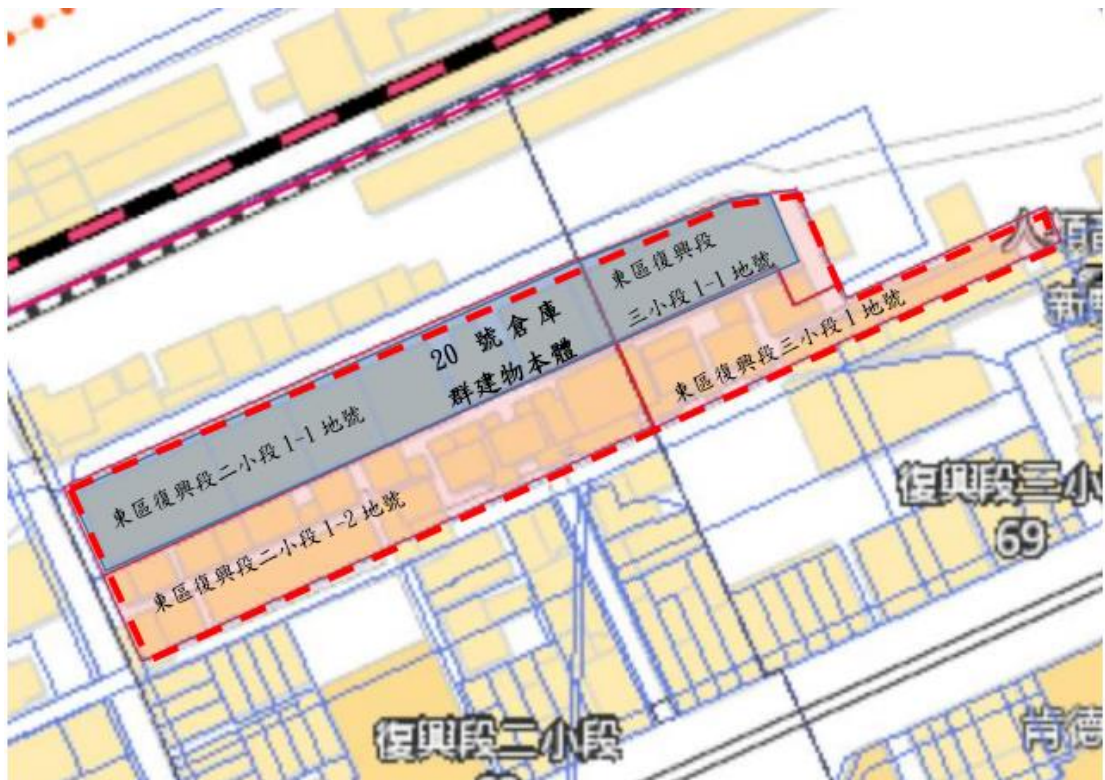 東區復興段
三小段 1-1 地號
20 號倉庫
群建物本體
東區復興段三小段 1 地號
東區復興段二小段 1-1 地號
東區復興段二小段 1-2 地號
復興段三小
69
復興段二小段
肯德